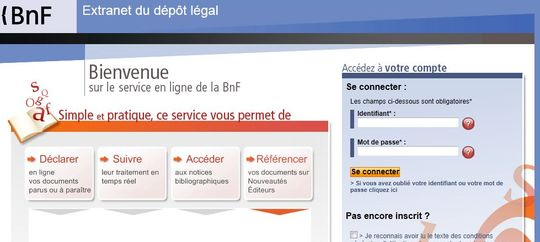 BnF
Extranet du dépôt légal
Bienvenue
sur le service en ligne de la BnF
Simple et pratique, ce service vous permet de
Déclarer
en ligne
vos documents
parus ou à paraître
Suivre
leur traitement en
temps réel
Accéder
aux notices
bibliographiques
Référencer
vos documents sur
Nouveautés
Éditeurs
Accédez à votre compte
Se connecter :
Les champs ci-dessous sont obligatoires*
Identifiant* :
?
Mot de passe* :
?
Se connecter
> Si vous avez oublié votre identifiant ou votre mot de
passe cliquez ici
Pas encore inscrit ?
> Je reconnais avoir lu le texte des conditions